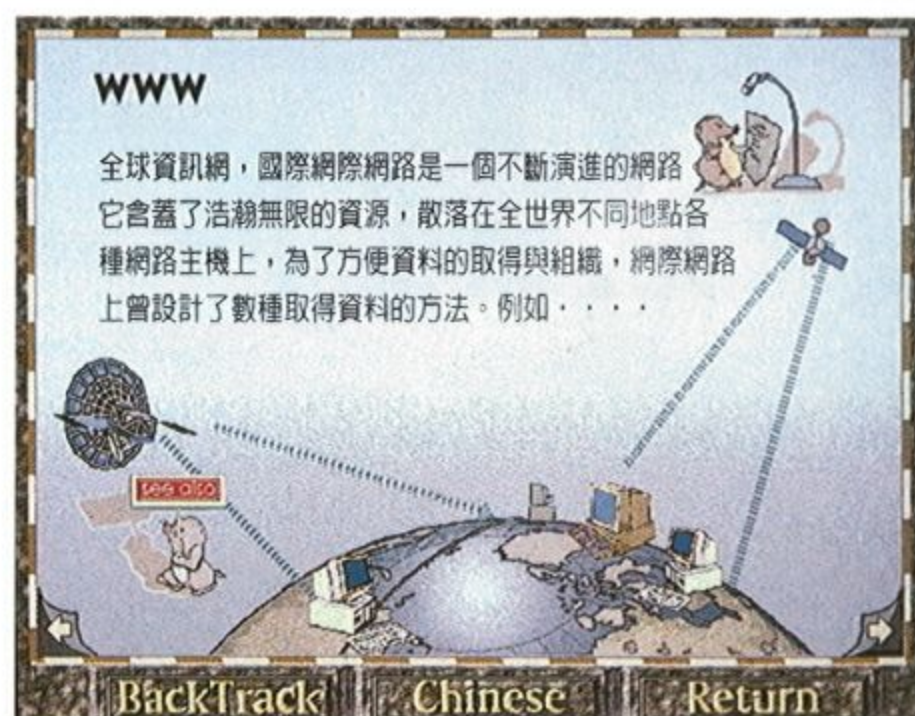 WWW
全球資訊網，國際網際網路是一個不斷演進的網路
它含蓋了浩瀚無限的資源，散落在全世界不同地點各
種網路主機上，為了方便資料的取得與組織，網際網路
上曾設計了數種取得資料的方法。例如‧‧‧‧
see also
BackTrack
Chinese
Return